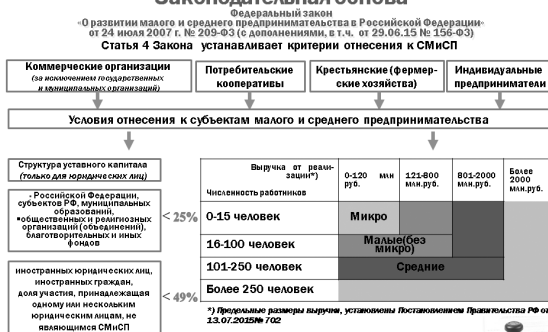 Законодательная основа
Федеральный закон
«О развитии малого и среднего предпринимательства в Российской Федерации»
от 24 июля 2007 г. № 209-ФЗ (с дополнениями, в т.ч. от 29.06.15 № 156-ФЗ)
Статья 4 Закона устанавливает критерии отнесения к СМиСП
Коммерческие организации
(за исключением государственных
и муниципальных организаций)
Потребительские
кооперативы
Крестьянские (фермер-
ские хозяйства)
Индивидуальные
предприниматели
Условия отнесения к субъектам малого и среднего предпринимательства
Структура уставного капитала
(только для юридических лиц)
- Российской Федерации,
субъектов РФ, муниципальных
образований,
▪общественных и религиозных
организаций (объединений),
благотворительных и иных
фондов
< 25%
иностранных юридических лиц,
иностранных граждан,
доля участия, принадлежащая
одному или нескольким
юридическим лицам, не
являющимся СМиСП
< 49%
Выручка от реали-
зации*)
Численность работников
0-120 млн
руб.
121-800
млн.руб.
801-2000
млн.руб.
Более
2000
млн.руб.
0-15 человек
Микро
16-100 человек
Малые(без
микро)
101-250 человек
Средние
Более 250 человек
*) Предельные размеры выручки, установлены Постановлением Правительства РФ от
13.07.2015№ 702